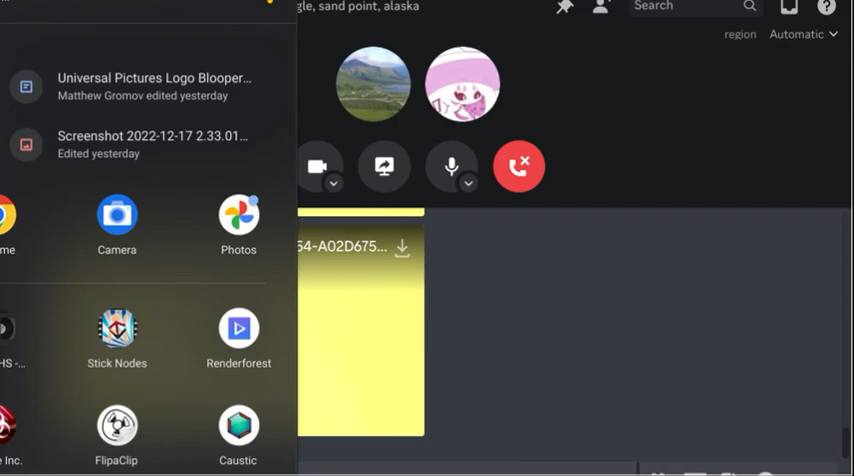 gle, sand point, alaska
Search
region Automatic
Universal Pictures Logo Blooper...
Matthew Gromov edited yesterday
Screenshot 2022-12-17 2.33.01...
Edited yesterday
me
Camera
Photos
54-A02D675...
HS -...
Stick Nodes
Renderforest
e Inc.
FlipaClip
Caustic